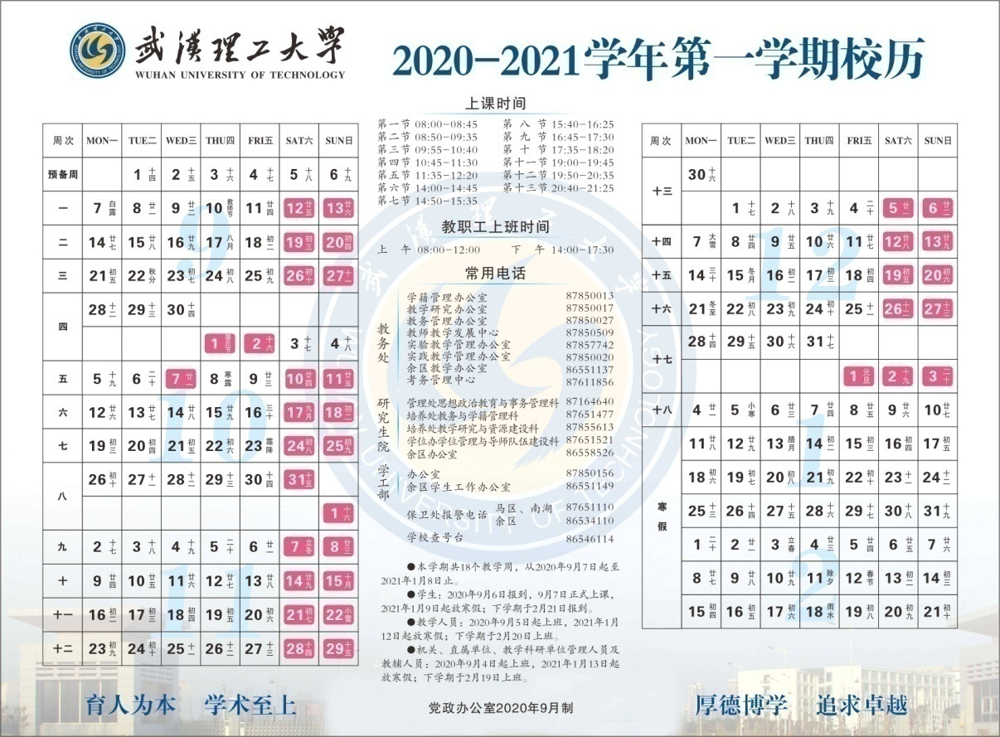 武汉理工大学
WUHAN UNIVERSITY OF TECHNOLOGY
2020-2021学年第一学期校历
周次 MON一 TUE二 WED三 THU四 FRI五 SAT六 SUN日
预备周 1 十四 2 十五 3 十六 4 十七 5 十八 6 十九
一 7 白露 8 廿一 9 廿二 10 教师节 11 廿四 12 廿五 13 廿六
二 14 廿七 15 廿八 16 廿九 17 八月 18 初二 19 初三 20 初四
三 21 初五 22 秋分 23 初七 24 初八 25 初九 26 初十 27 十一
四 28 十二 29 十三 30 十四
1 国庆节 2 十六 3 十七 4 十八
五 5 十九 6 二十 7 廿一 8 寒露 9 廿三 10 廿四 11 廿五
六 12 廿六 13 廿七 14 廿八 15 廿九 16 三十 17 九月 18 初二
七 19 初三 20 初四 21 初五 22 初六 23 霜降 24 初八 25 初九
八 26 初十 27 十一 28 十二 29 十三 30 十四 31 十五
1 十六
九 2 十七 3 十八 4 十九 5 二十 6 廿一 7 立冬 8 廿三
十 9 廿四 10 廿五 11 廿六 12 廿七 13 廿八 14 廿九 15 十月
十一 16 初二 17 初三 18 初四 19 初五 20 初六 21 初七 22 小雪
十二 23 初九 24 初十 25 十一 26 十二 27 十三 28 十四 29 十五
9
10
11
上课时间
第一节 08:00-08:45 第八节 15:40-16:25
第二节 08:50-09:35 第九节 16:45-17:30
第三节 09:55-10:40 第十节 17:35-18:20
第四节 10:45-11:30 第十一节 19:00-19:45
第五节 11:35-12:20 第十二节 19:50-20:35
第六节 14:00-14:45 第十三节 20:40-21:25
第七节 14:50-15:35
教职工上班时间
上 午 08:00-12:00 下 午 14:00-17:30
常用电话
教务处
学籍管理办公室 87850013
教学研究办公室 87850017
教务管理办公室 87850027
教师教学发展中心 87850509
实验教学管理办公室 87857742
实践教学管理办公室 87850020
余区教学办公室 86551137
考务管理中心 87611856
研究生院
管理处思想政治教育与事务管理科 87164640
培养处教务与学籍管理科 87651477
培养处教学研究与资源建设科 87855613
学位办学位管理与导师队伍建设科 87651521
余区办公室 86558526
学工部
办公室 87850156
余区学生工作办公室 86551149
保卫处报警电话 马区、南湖 87651110
余区 86534110
学校查号台 86546114
●本学期共18个教学周，从2020年9月7日起至
2021年1月8日止。
●学生：2020年9月6日报到，9月7日正式上课，
2021年1月9日起放寒假；下学期于2月21日报到。
●教学人员：2020年9月5日起上班，2021年1月
12日起放寒假；下学期于2月20日上班。
●机关、直属单位、教学科研单位管理人员及
教辅人员：2020年9月4日起上班，2021年1月13日起
放寒假；下学期于2月19日上班。
党政办公室2020年9月制
周次 MON一 TUE二 WED三 THU四 FRI五 SAT六 SUN日
十三 30 十六
1 十七 2 十八 3 十九 4 二十 5 廿一 6 廿二
十四 7 大雪 8 廿四 9 廿五 10 廿六 11 廿七 12 廿八 13 廿九
十五 14 三十 15 冬月 16 初二 17 初三 18 初四 19 初五 20 初六
十六 21 冬至 22 初八 23 初九 24 初十 25 十一 26 十二 27 十三
十七 28 十四 29 十五 30 十六 31 十七
1 元旦 2 十九 3 二十
十八 4 廿一 5 小寒 6 廿三 7 廿四 8 廿五 9 廿六 10 廿七
寒假
11 廿八 12 廿九 13 腊月 14 初二 15 初三 16 初四 17 初五
18 初六 19 初七 20 初八 21 初九 22 初十 23 十一 24 十二
25 十三 26 十四 27 十五 28 十六 29 十七 30 十八 31 十九
1 二十 2 廿一 3 立春 4 廿三 5 廿四 6 廿五 7 廿六
8 廿七 9 廿八 10 廿九 11 除夕 12 春节 13 初二 14 初三
15 初四 16 初五 17 初六 18 雨水 19 初八 20 初九 21 初十
12
1
2
育人为本 学术至上
厚德博学 追求卓越